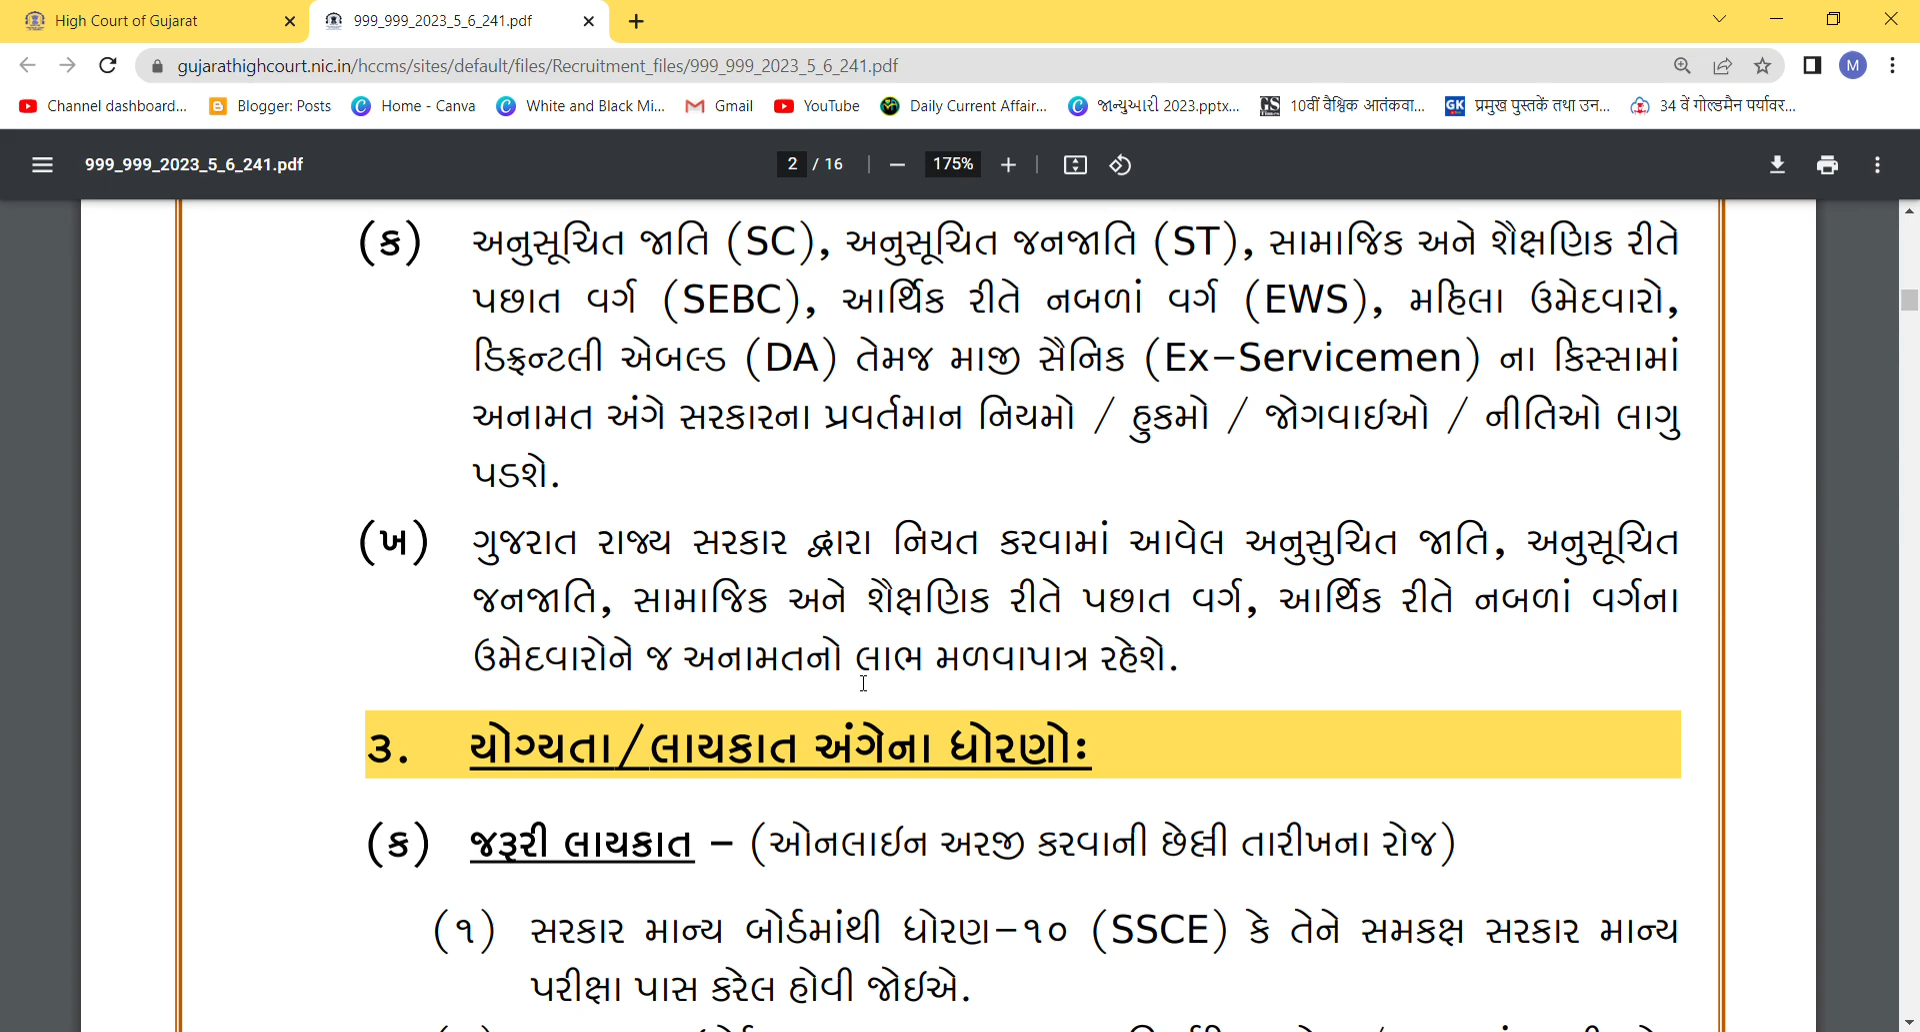 High Court of Gujarat
999_999_2023_5_6_241.pdf
gujarathighcourt.nic.in/hccms/sites/default/files/Recruitment_files/999_999_2023_5_6_241.pdf
M
Channel dashboard...
Blogger: Posts
Home - Canva
White and Black Mi...
Gmail
YouTube
Daily Current Affair...
જાન્યુઆરી 2023.pptx...
10वीं वैश्विक आतंकवा...
GK
प्रमुख पुस्तकें तथा उन...
34 वें गोल्डमैन पर्यावर...
999_999_2023_5_6_241.pdf
2 / 16
175%
(ક) અનુસૂચિત જાતિ (SC), અનુસૂચિત જનજાતિ (ST), સામાજિક અને શૈક્ષણિક રીતે
પછાત વર્ગ (SEBC), આર્થિક રીતે નબળાં વર્ગ (EWS), મહિલા ઉમેદવારો,
ડિફ્રન્ટલી એબલ્ડ (DA) તેમજ માજી સૈનિક (Ex-Servicemen) ના કિસ્સામાં
અનામત અંગે સરકારના પ્રવર્તમાન નિયમો / હુકમો / જોગવાઈઓ / નીતિઓ લાગુ
પડશે.
(ખ) ગુજરાત રાજ્ય સરકાર દ્વારા નિયત કરવામાં આવેલ અનુસુચિત જાતિ, અનુસૂચિત
જનજાતિ, સામાજિક અને શૈક્ષણિક રીતે પછાત વર્ગ, આર્થિક રીતે નબળાં વર્ગના
ઉમેદવારોને જ અનામતનો લાભ મળવાપાત્ર રહેશે.
૩. યોગ્યતા/લાયકાત અંગેના ધોરણોઃ
(ક) જરૂરી લાયકાત – (ઓનલાઈન અરજી કરવાની છેલ્લી તારીખના રોજ)
(૧) સરકાર માન્ય બોર્ડમાંથી ધોરણ-૧૦ (SSCE) કે તેને સમકક્ષ સરકાર માન્ય
પરીક્ષા પાસ કરેલ હોવી જોઈએ.